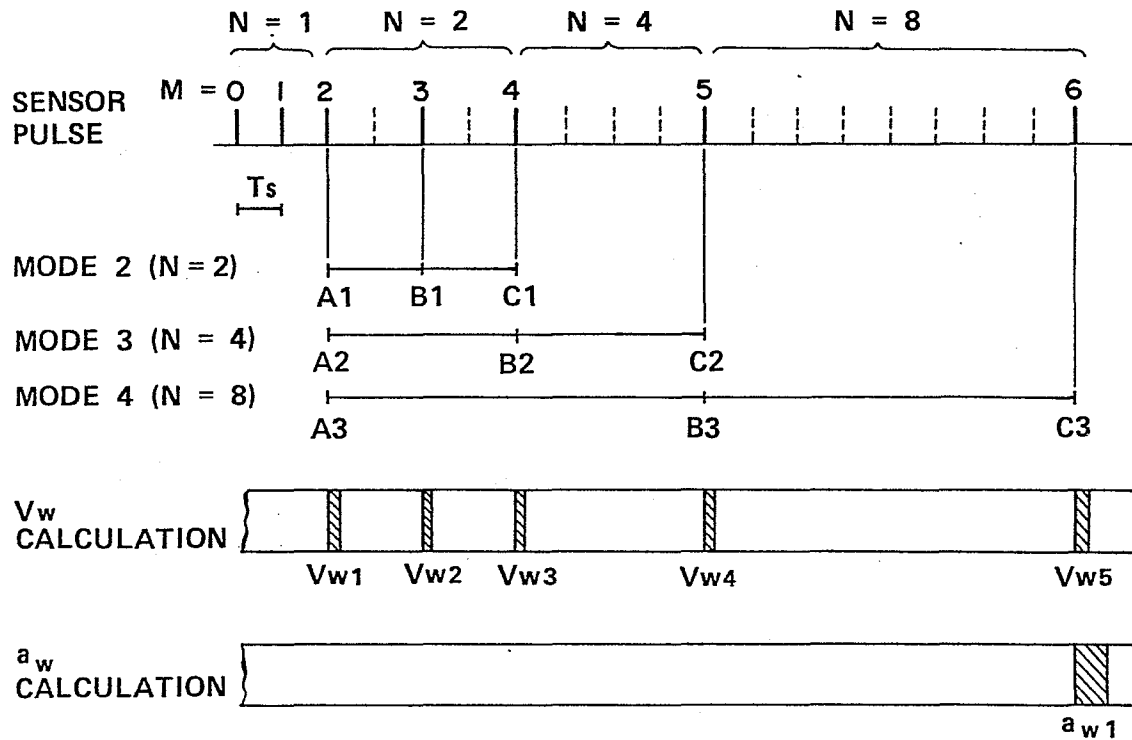 N = 1 N = 2 N = 4 N = 8
SENSOR PULSE
M = 0 1 2 3 4 5 6
Ts
MODE 2 (N = 2)
A1 B1 C1
MODE 3 (N = 4)
A2 B2 C2
MODE 4 (N = 8)
A3 B3 C3
Vw
CALCULATION
Vw1 Vw2 Vw3 Vw4 Vw5
aw
CALCULATION
aw1